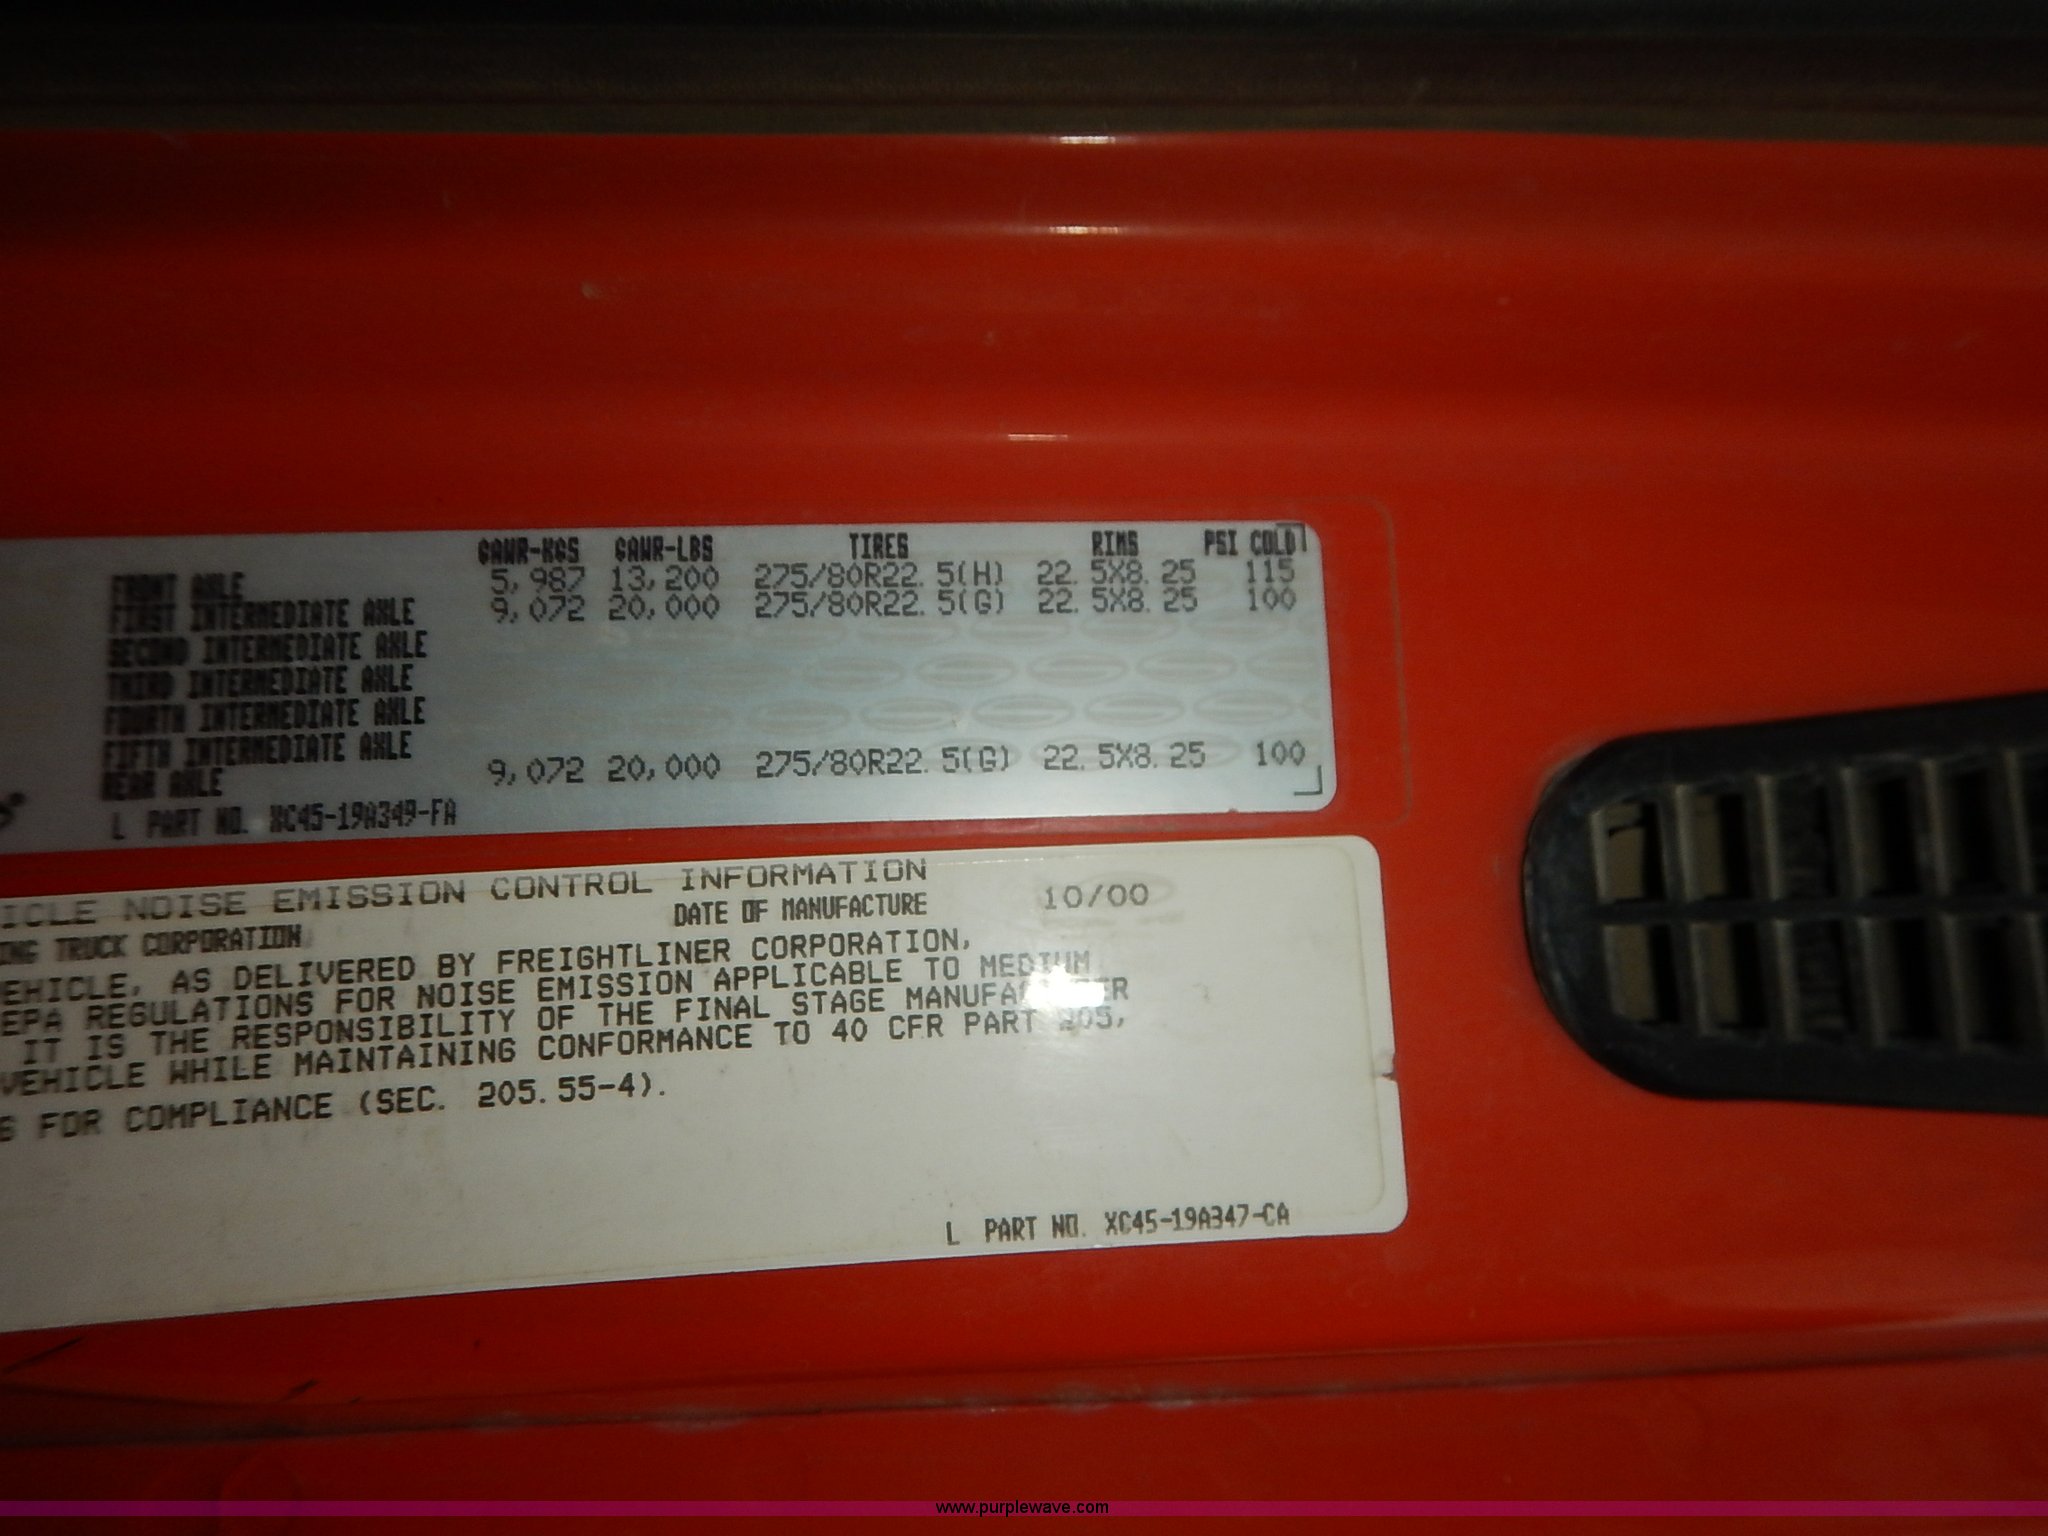 GAWR-KGS GAWR-LBS TIRES RIMS PSI COLD
FRONT AXLE 5,987 13,200 275/80R22.5(H) 22.5X8.25 115
FIRST INTERMEDIATE AXLE 9,072 20,000 275/80R22.5(G) 22.5X8.25 100
SECOND INTERMEDIATE AXLE
THIRD INTERMEDIATE AXLE
FOURTH INTERMEDIATE AXLE
FIFTH INTERMEDIATE AXLE
REAR AXLE 9,072 20,000 275/80R22.5(G) 22.5X8.25 100
L PART NO. XC45-19A349-FA
ICLE NOISE EMISSION CONTROL INFORMATION
DATE OF MANUFACTURE 10/00
ING TRUCK CORPORATION
EHICLE, AS DELIVERED BY FREIGHTLINER CORPORATION,
EPA REGULATIONS FOR NOISE EMISSION APPLICABLE TO MEDIUM
IT IS THE RESPONSIBILITY OF THE FINAL STAGE MANUFACTURER
VEHICLE WHILE MAINTAINING CONFORMANCE TO 40 CFR PART 205,
S FOR COMPLIANCE (SEC. 205.55-4).
L PART NO. XC45-19A347-CA
www.purplewave.com